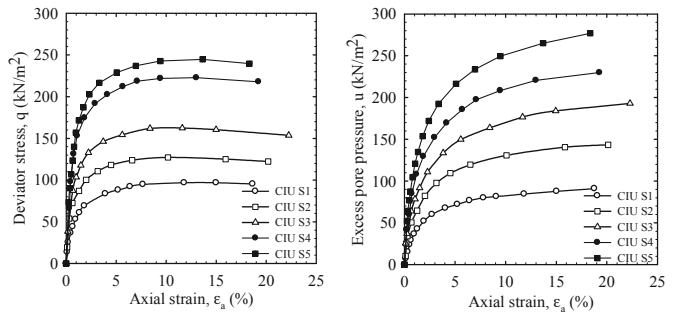 Deviator stress, q (kN/m²)
300
250
200
150
100
50
0
CIU S1
CIU S2
CIU S3
CIU S4
CIU S5
0 5 10 15 20 25
Axial strain, εa (%)
Excess pore pressure, u (kN/m²)
300
250
200
150
100
50
0
CIU S1
CIU S2
CIU S3
CIU S4
CIU S5
0 5 10 15 20 25
Axial strain, εa (%)